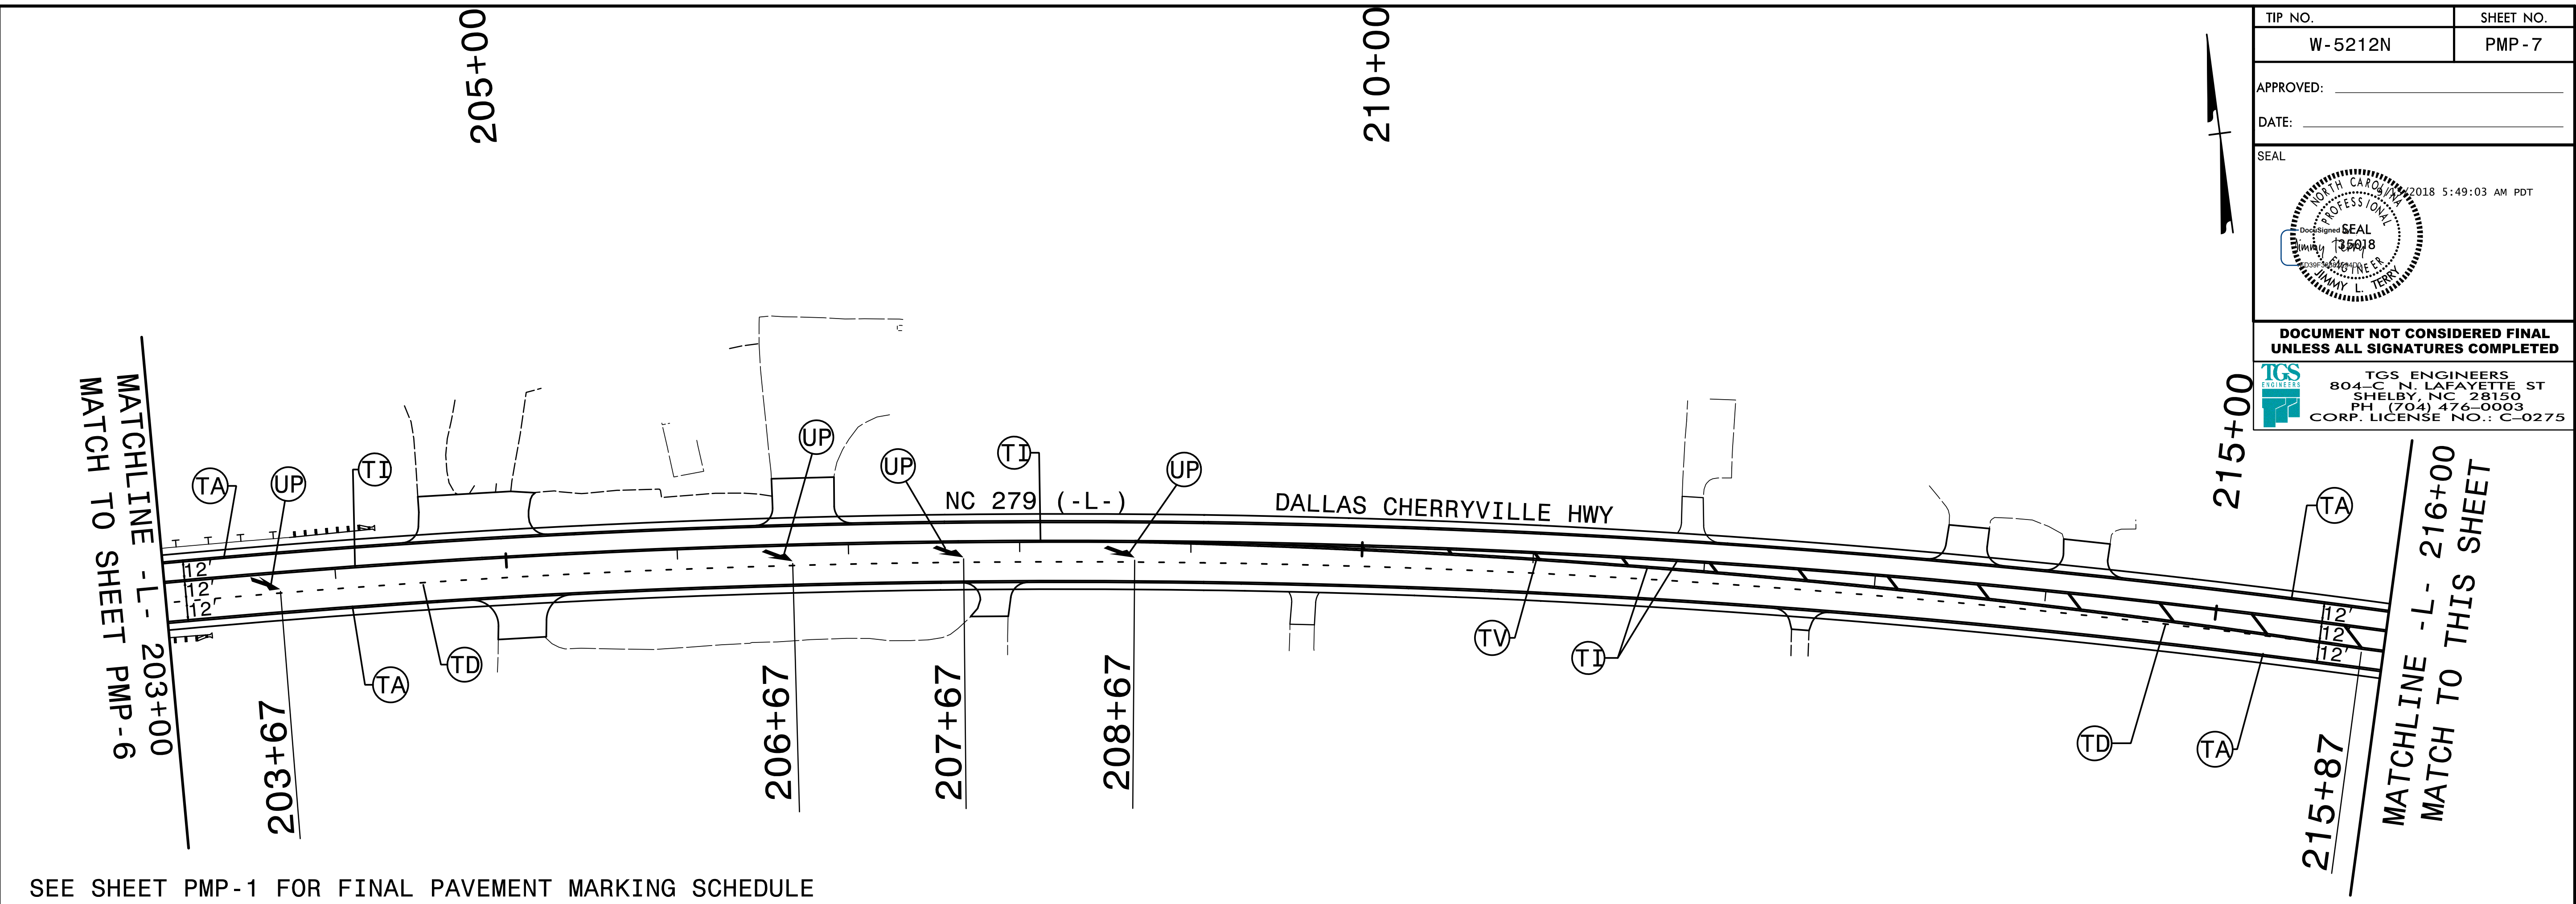 205+00
210+00
215+00
TIP NO.
SHEET NO.
W-5212N
PMP-7
APPROVED:
DATE:
SEAL
2018 5:49:03 AM PDT
NORTH CAROLINA
PROFESSIONAL
DocuSigned by:
SEAL
35018
Jimmy Terry
ENGINEER
JIMMY L. TERRY
DOCUMENT NOT CONSIDERED FINAL
UNLESS ALL SIGNATURES COMPLETED
TGS
ENGINEERS
TGS ENGINEERS
804-C N. LAFAYETTE ST
SHELBY, NC 28150
PH (704) 476-0003
CORP. LICENSE NO.: C-0275
MATCHLINE -L- 203+00
MATCH TO SHEET PMP-6
TA
UP
TI
UP
UP
TI
UP
TA
NC 279 (-L-)
DALLAS CHERRYVILLE HWY
12'
12'
12'
12'
12'
12'
TD
TA
TV
TI
TD
TA
203+67
206+67
207+67
208+67
215+87
MATCHLINE -L- 216+00
MATCH TO THIS SHEET
SEE SHEET PMP-1 FOR FINAL PAVEMENT MARKING SCHEDULE